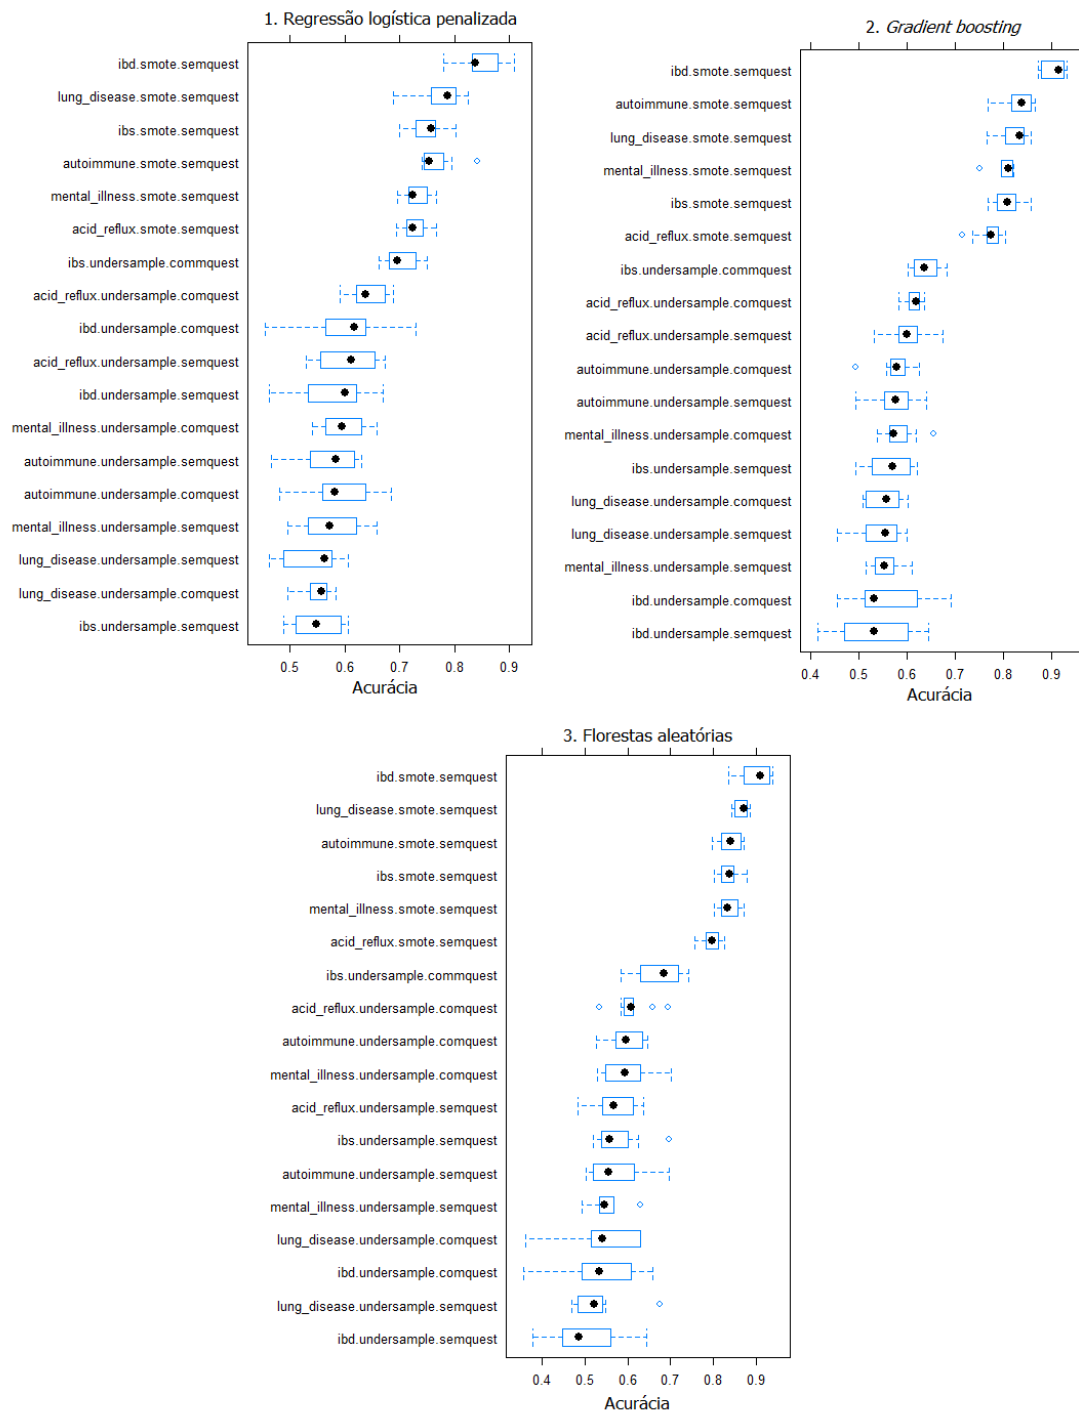 1. Regressão logística penalizada
ibd.smote.semquest
lung_disease.smote.semquest
ibs.smote.semquest
autoimmune.smote.semquest
mental_illness.smote.semquest
acid_reflux.smote.semquest
ibs.undersample.commquest
acid_reflux.undersample.comquest
ibd.undersample.comquest
acid_reflux.undersample.semquest
ibd.undersample.semquest
mental_illness.undersample.comquest
autoimmune.undersample.semquest
autoimmune.undersample.comquest
mental_illness.undersample.semquest
lung_disease.undersample.semquest
lung_disease.undersample.comquest
ibs.undersample.semquest
0.5 0.6 0.7 0.8 0.9
Acurácia
2. Gradient boosting
ibd.smote.semquest
autoimmune.smote.semquest
lung_disease.smote.semquest
mental_illness.smote.semquest
ibs.smote.semquest
acid_reflux.smote.semquest
ibs.undersample.commquest
acid_reflux.undersample.comquest
acid_reflux.undersample.semquest
autoimmune.undersample.comquest
autoimmune.undersample.semquest
mental_illness.undersample.comquest
ibs.undersample.semquest
lung_disease.undersample.comquest
lung_disease.undersample.semquest
mental_illness.undersample.semquest
ibd.undersample.comquest
ibd.undersample.semquest
0.4 0.5 0.6 0.7 0.8 0.9
Acurácia
3. Florestas aleatórias
ibd.smote.semquest
lung_disease.smote.semquest
autoimmune.smote.semquest
ibs.smote.semquest
mental_illness.smote.semquest
acid_reflux.smote.semquest
ibs.undersample.commquest
acid_reflux.undersample.comquest
autoimmune.undersample.comquest
mental_illness.undersample.comquest
acid_reflux.undersample.semquest
ibs.undersample.semquest
autoimmune.undersample.semquest
mental_illness.undersample.semquest
lung_disease.undersample.comquest
ibd.undersample.comquest
lung_disease.undersample.semquest
ibd.undersample.semquest
0.4 0.5 0.6 0.7 0.8 0.9
Acurácia